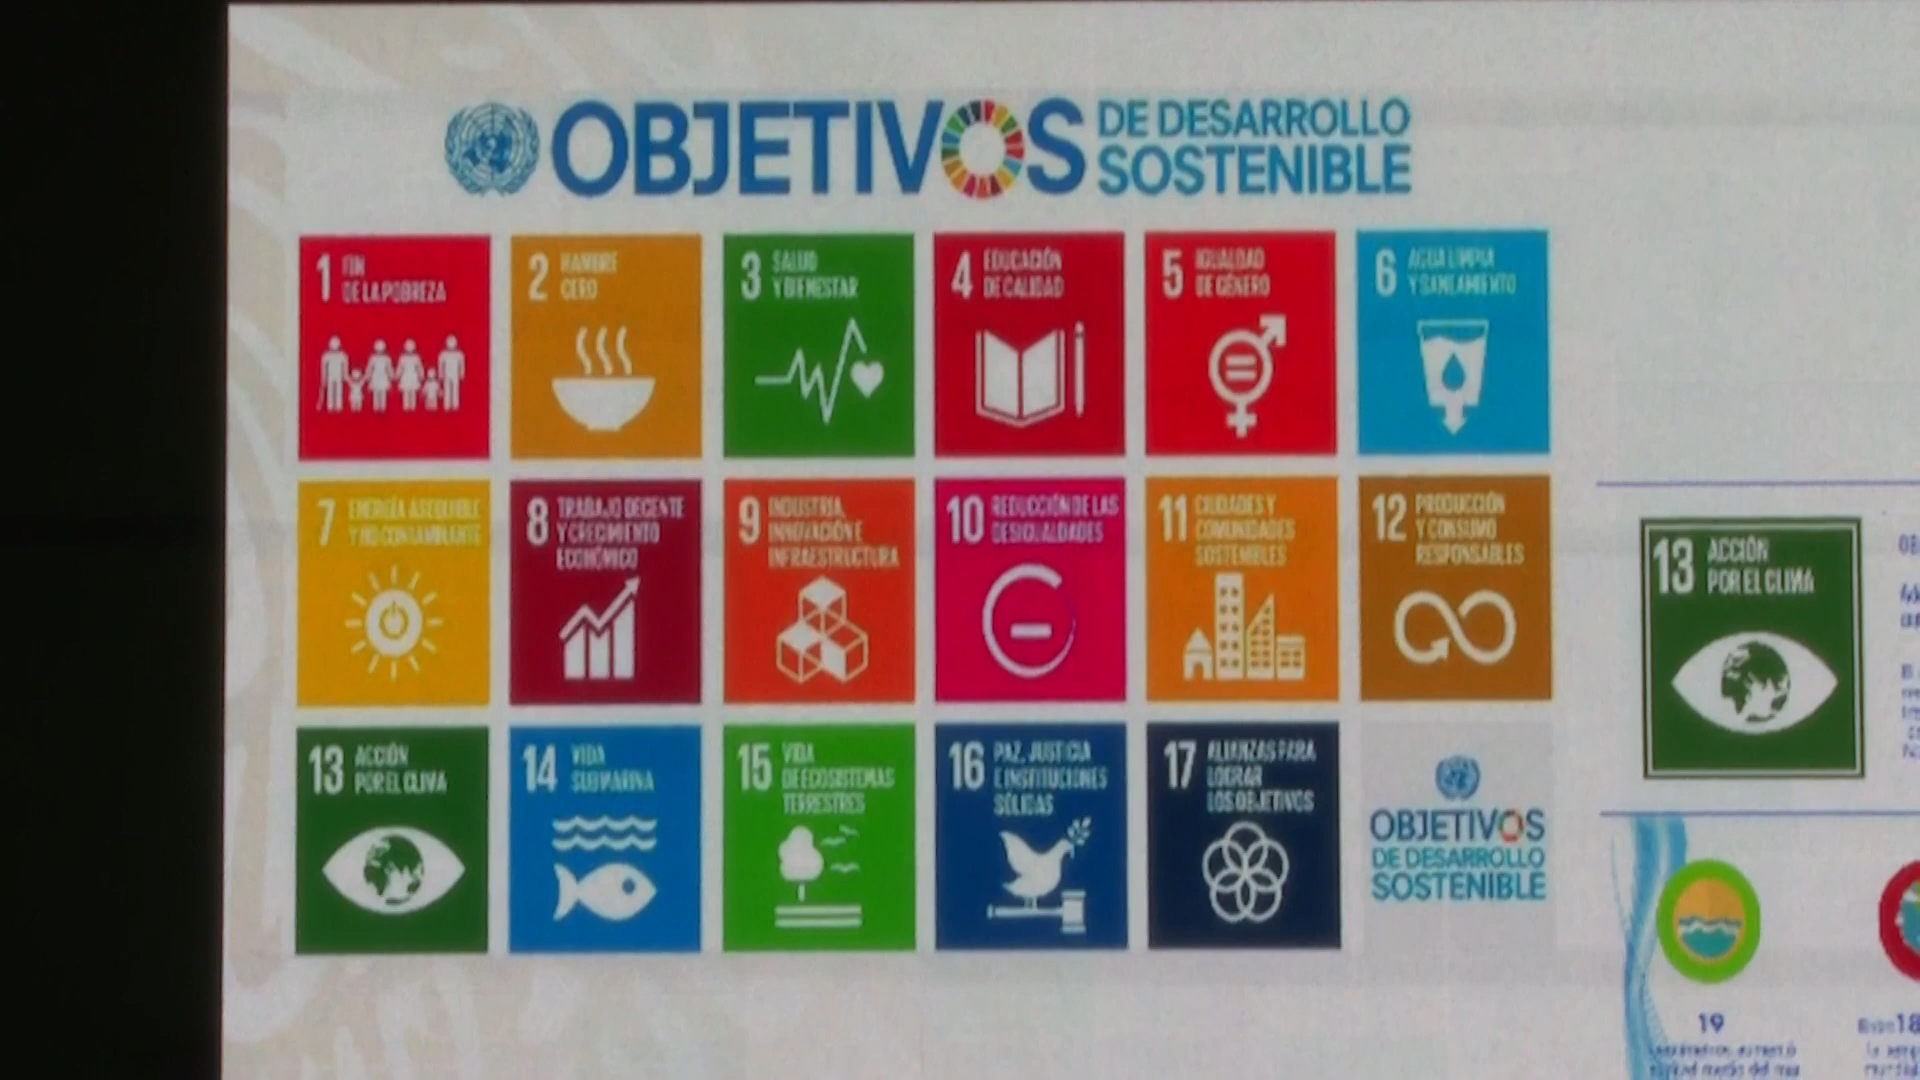 OBJETIVOS
DE DESARROLLO
SOSTENIBLE
1 FIN
DE LA POBREZA
2 HAMBRE
CERO
3 SALUD
Y BIENESTAR
4 EDUCACIÓN
DE CALIDAD
5 IGUALDAD
DE GÉNERO
6 AGUA LIMPIA
Y SANEAMIENTO
7 ENERGÍA ASEQUIBLE
Y NO CONTAMINANTE
8 TRABAJO DECENTE
Y CRECIMIENTO
ECONÓMICO
9 INDUSTRIA,
INNOVACIÓN E
INFRAESTRUCTURA
10 REDUCCIÓN DE LAS
DESIGUALDADES
11 CIUDADES Y
COMUNIDADES
SOSTENIBLES
12 PRODUCCIÓN
Y CONSUMO
RESPONSABLES
13 ACCIÓN
POR EL CLIMA
14 VIDA
SUBMARINA
15 VIDA
DE ECOSISTEMAS
TERRESTRES
16 PAZ, JUSTICIA
E INSTITUCIONES
SÓLIDAS
17 ALIANZAS PARA
LOGRAR
LOS OBJETIVOS
OBJETIVOS
DE DESARROLLO
SOSTENIBLE
13 ACCIÓN
POR EL CLIMA
19